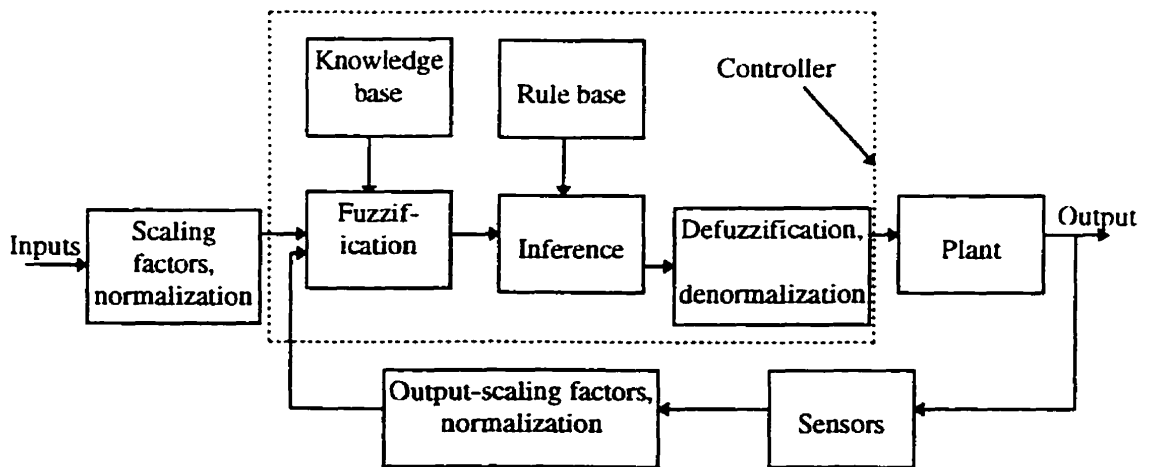 Knowledge
base
Rule base
Controller
Inputs
Scaling
factors,
normalization
Fuzzif-
ication
Inference
Defuzzification,
denormalization
Plant
Output
Output-scaling factors,
normalization
Sensors